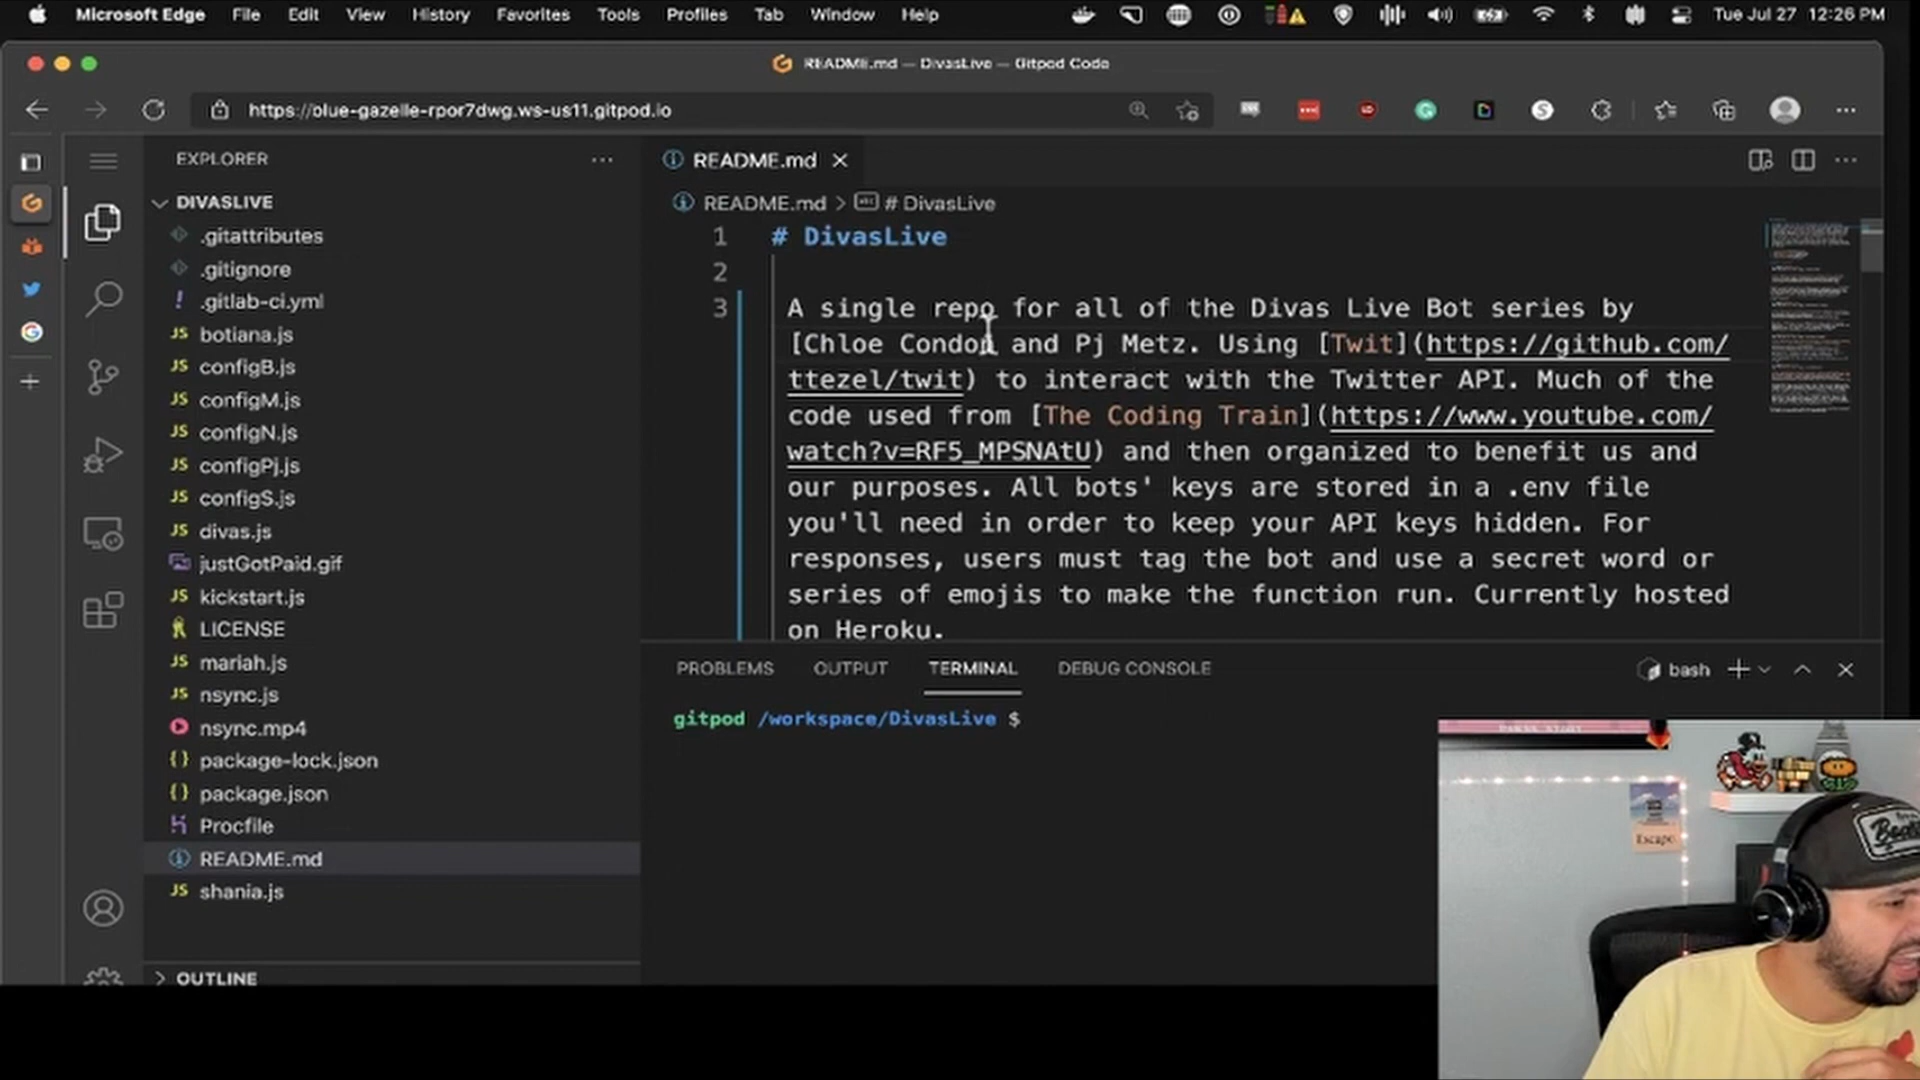 Microsoft Edge File Edit View History Favorites Tools Profiles Tab Window Help Tue Jul 27 12:26 PM
README.md — DivasLive — Gitpod Code
https://blue-gazelle-rpor7dwg.ws-us11.gitpod.io
EXPLORER
README.md
DIVASLIVE
README.md > # DivasLive
.gitattributes
.gitignore
.gitlab-ci.yml
botiana.js
configB.js
configM.js
configN.js
configPj.js
configS.js
divas.js
justGotPaid.gif
kickstart.js
LICENSE
mariah.js
nsync.js
nsync.mp4
package-lock.json
package.json
Procfile
README.md
shania.js
OUTLINE
1 # DivasLive
2
3 A single repo for all of the Divas Live Bot series by
[Chloe Condon and Pj Metz. Using [Twit](https://github.com/
ttezel/twit) to interact with the Twitter API. Much of the
code used from [The Coding Train](https://www.youtube.com/
watch?v=RF5_MPSNAtU) and then organized to benefit us and
our purposes. All bots' keys are stored in a .env file
you'll need in order to keep your API keys hidden. For
responses, users must tag the bot and use a secret word or
series of emojis to make the function run. Currently hosted
on Heroku.
PROBLEMS OUTPUT TERMINAL DEBUG CONSOLE bash
gitpod /workspace/DivasLive $
Escape